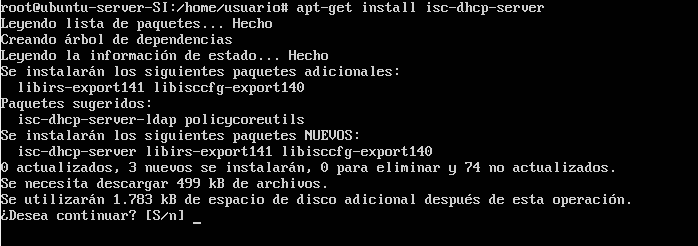 root@ubuntu-server-SI:/home/usuario# apt-get install isc-dhcp-server
Leyendo lista de paquetes... Hecho
Creando árbol de dependencias
Leyendo la información de estado... Hecho
Se instalarán los siguientes paquetes adicionales:
libirs-export141 libisccfg-export140
Paquetes sugeridos:
isc-dhcp-server-ldap policycoreutils
Se instalarán los siguientes paquetes NUEVOS:
isc-dhcp-server libirs-export141 libisccfg-export140
0 actualizados, 3 nuevos se instalarán, 0 para eliminar y 74 no actualizados.
Se necesita descargar 499 kB de archivos.
Se utilizarán 1.783 kB de espacio de disco adicional después de esta operación.
¿Desea continuar? [S/n] _